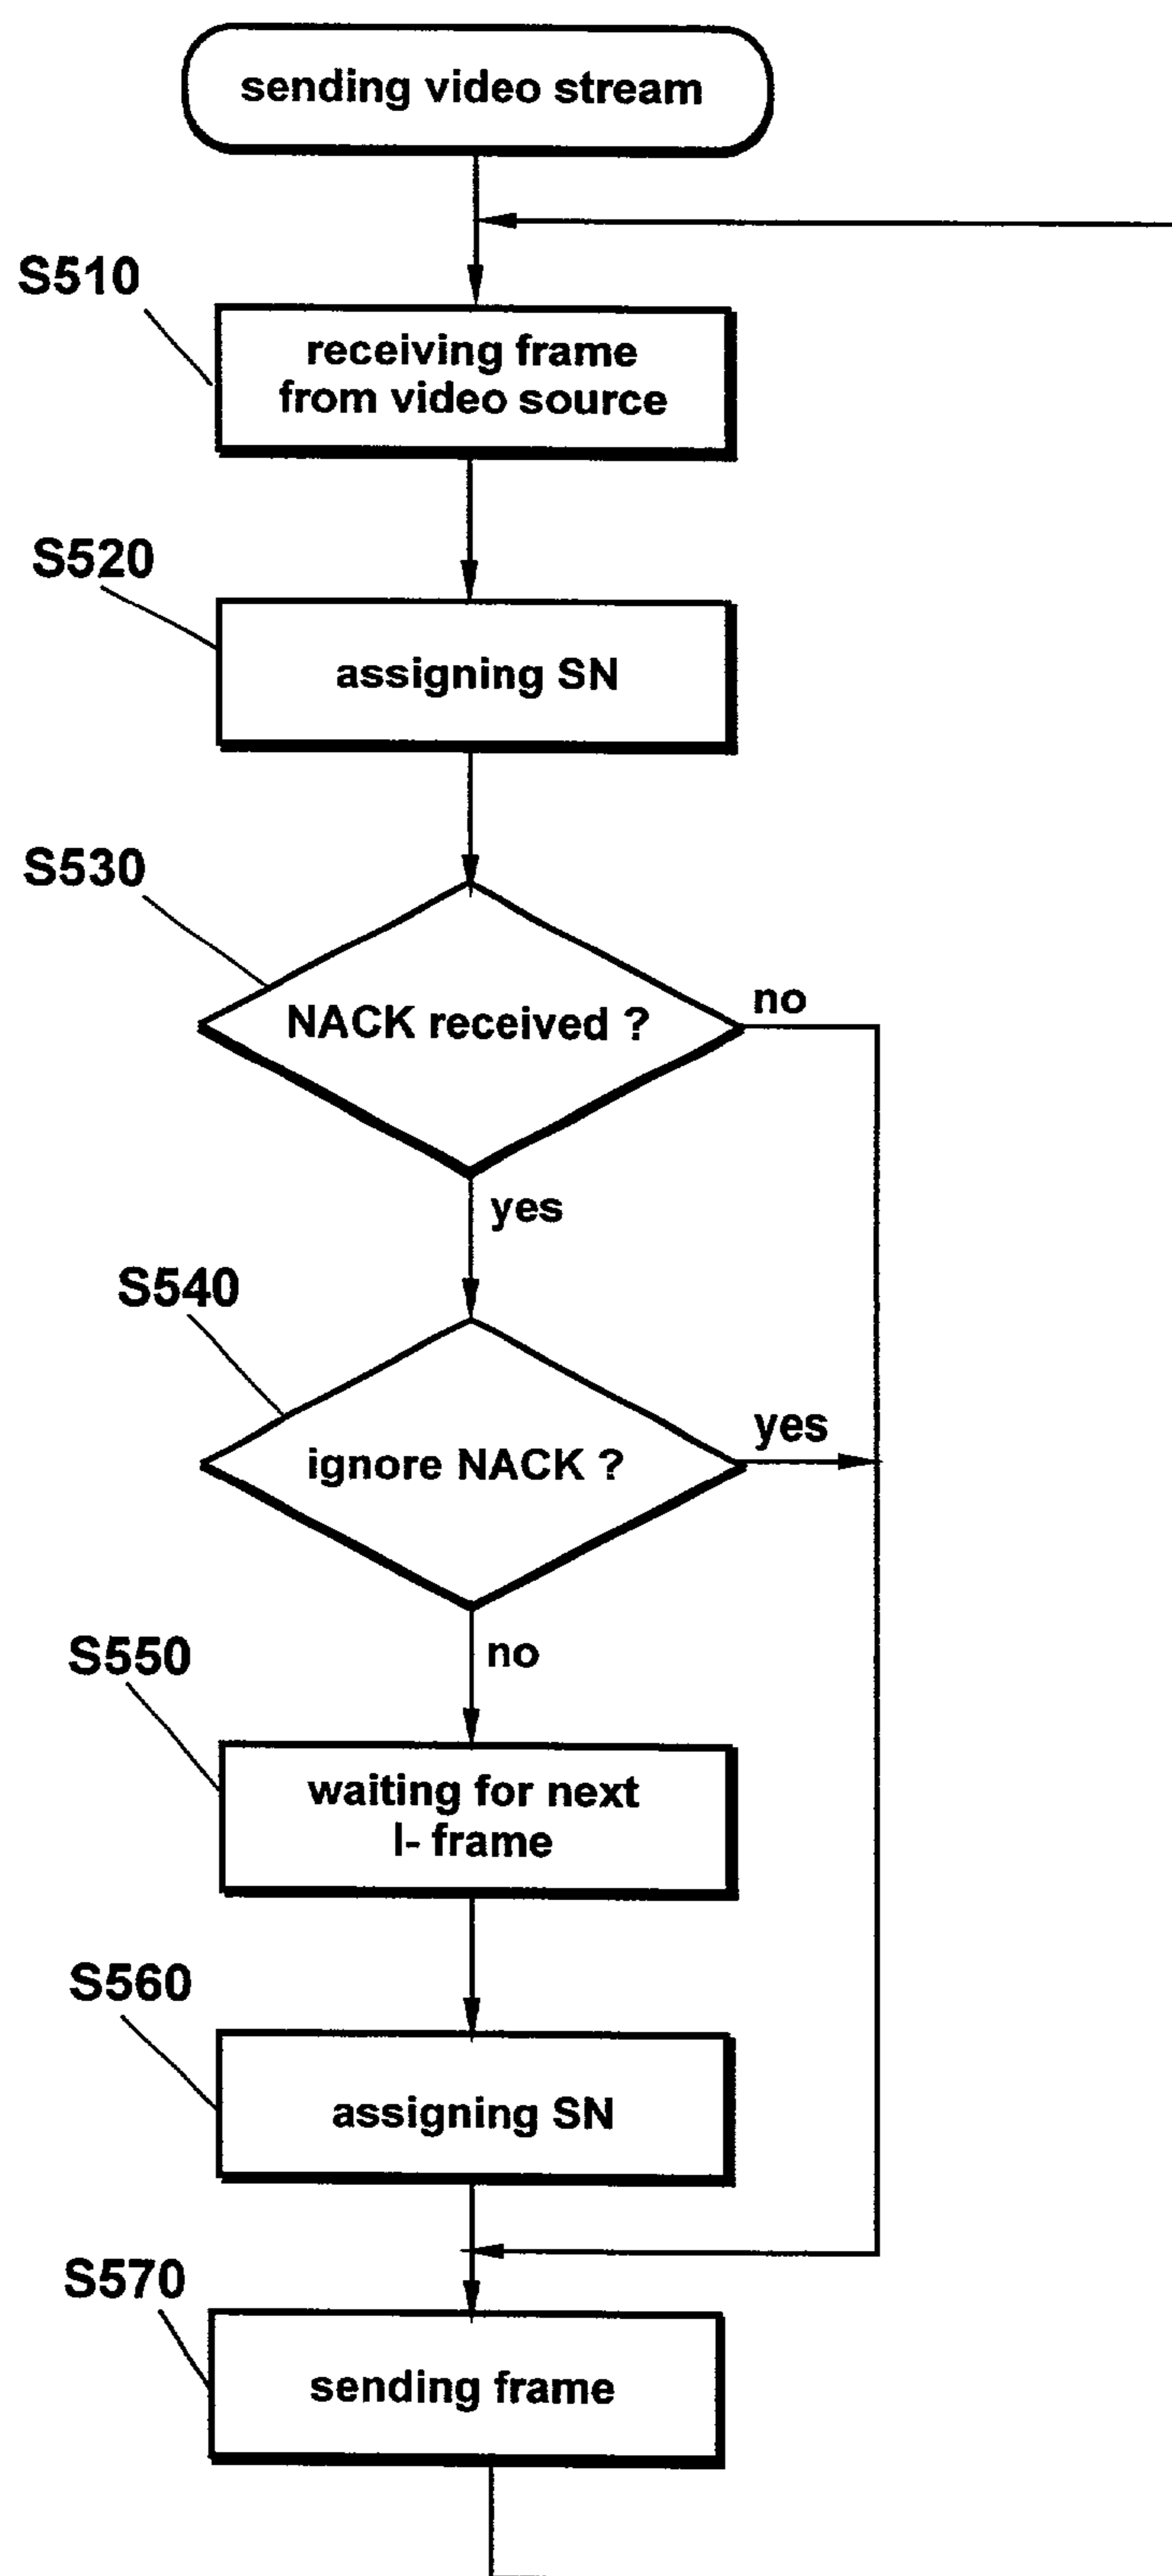 sending video stream
S510
receiving frame
from video source
S520
assigning SN
S530
NACK received ?
no
yes
S540
ignore NACK ?
yes
no
S550
waiting for next
I- frame
S560
assigning SN
S570
sending frame